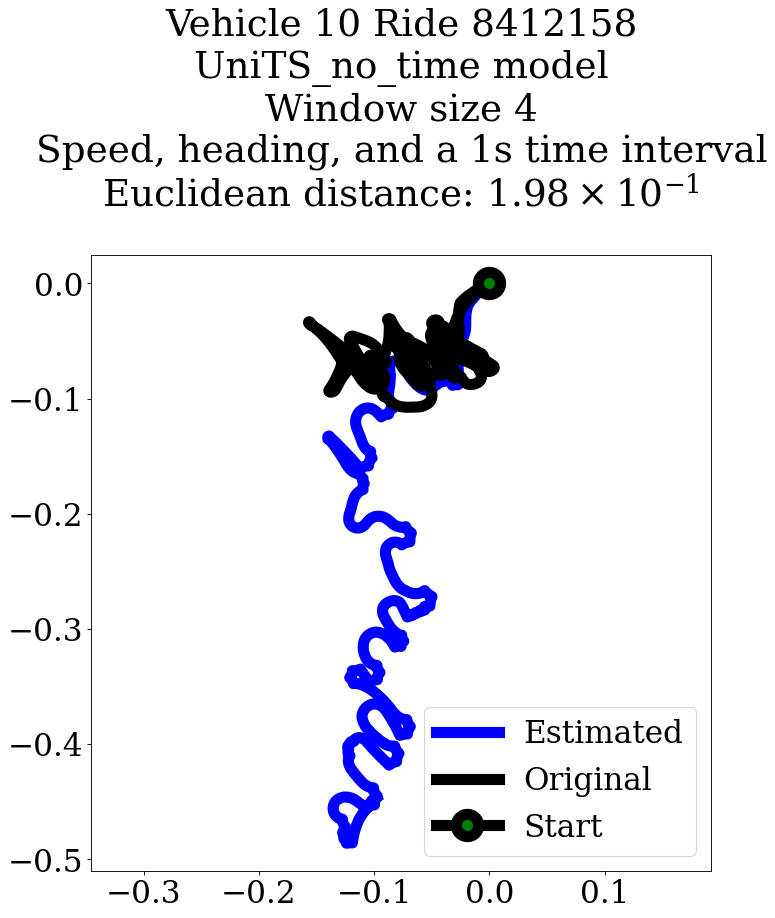 Vehicle 10 Ride 8412158
UniTS_no_time model
Window size 4
Speed, heading, and a 1s time interval
Euclidean distance: 1.98 × 10⁻¹
0.0
−0.1
−0.2
−0.3
−0.4
−0.5
Estimated
Original
Start
−0.3
−0.2
−0.1
0.0
0.1